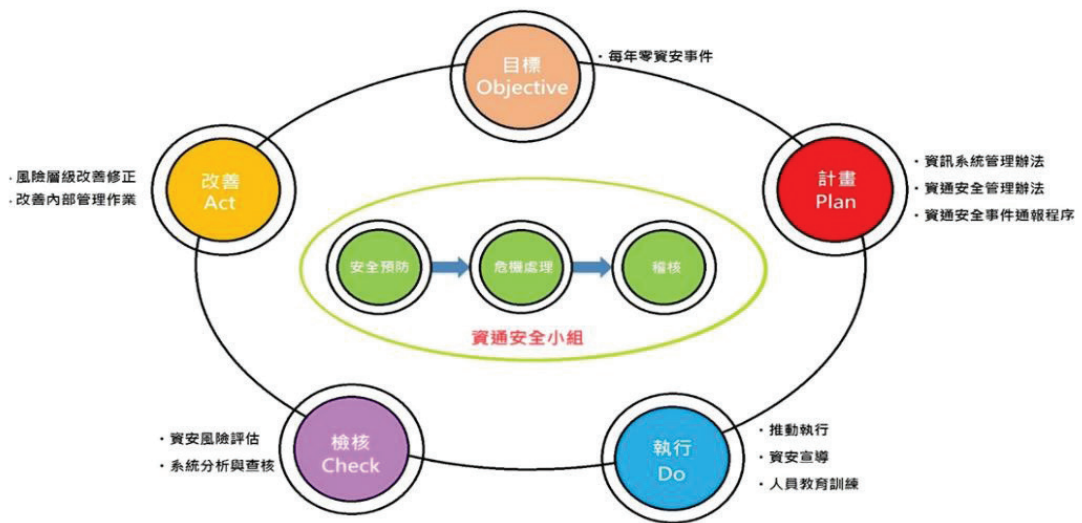 目標
Objective
・每年零資安事件
計畫
Plan
・資訊系統管理辦法
・資通安全管理辦法
・資通安全事件通報程序
執行
Do
・推動執行
・資安宣導
・人員教育訓練
檢核
Check
・資安風險評估
・系統分析與查核
改善
Act
・風險層級改善修正
・改善內部管理作業
安全預防
危機處理
稽核
資通安全小組